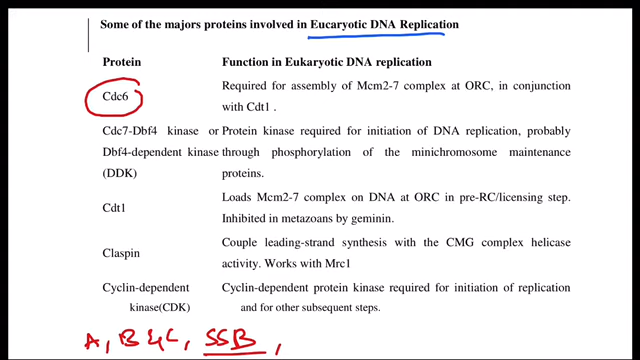 Some of the majors proteins involved in Eucaryotic DNA Replication
Protein Function in Eukaryotic DNA replication
Cdc6 Required for assembly of Mcm2-7 complex at ORC, in conjunction
with Cdt1 .
Cdc7-Dbf4 kinase or Protein kinase required for initiation of DNA replication, probably
Dbf4-dependent kinase through phosphorylation of the minichromosome maintenance
(DDK) proteins.
Cdt1 Loads Mcm2-7 complex on DNA at ORC in pre-RC/licensing step.
Inhibited in metazoans by geminin.
Claspin Couple leading-strand synthesis with the CMG complex helicase
activity. Works with Mrc1
Cyclin-dependent Cyclin-dependent protein kinase required for initiation of replication
kinase(CDK) and for other subsequent steps.
A, B & C, SSB ,